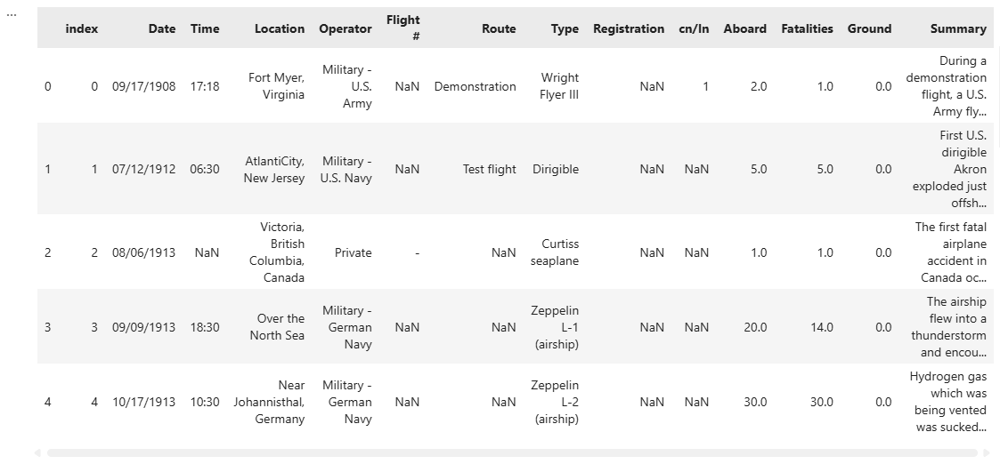 ...
index Date Time Location Operator Flight # Route Type Registration cn/In Aboard Fatalities Ground Summary
0 0 09/17/1908 17:18 Fort Myer, Virginia Military - U.S. Army NaN Demonstration Wright Flyer III NaN 1 2.0 1.0 0.0 During a demonstration flight, a U.S. Army fly...
1 1 07/12/1912 06:30 AtlantiCity, New Jersey Military - U.S. Navy NaN Test flight Dirigible NaN NaN 5.0 5.0 0.0 First U.S. dirigible Akron exploded just offsh...
2 2 08/06/1913 NaN Victoria, British Columbia, Canada Private - NaN Curtiss seaplane NaN NaN 1.0 1.0 0.0 The first fatal airplane accident in Canada oc...
3 3 09/09/1913 18:30 Over the North Sea Military - German Navy NaN NaN Zeppelin L-1 (airship) NaN NaN 20.0 14.0 0.0 The airship flew into a thunderstorm and encou...
4 4 10/17/1913 10:30 Near Johannisthal, Germany Military - German Navy NaN NaN Zeppelin L-2 (airship) NaN NaN 30.0 30.0 0.0 Hydrogen gas which was being vented was sucked...